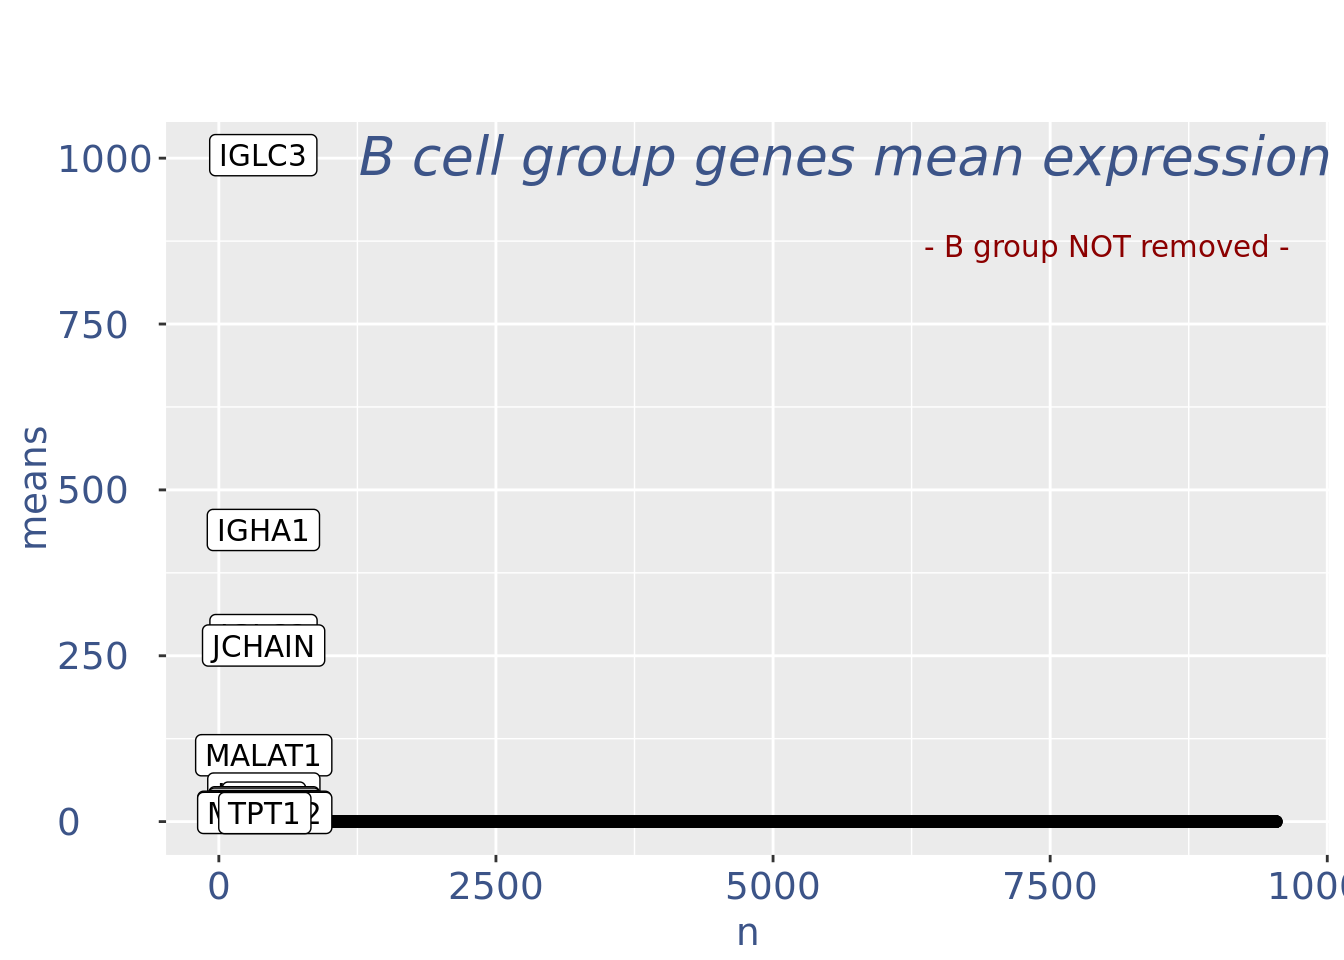 IGLC3
B cell group genes mean expression
1000
- B group NOT removed -
750
means
500
IGHA1
JCHAIN
250
MALAT1
TPT1
0
0 2500 5000 7500
n